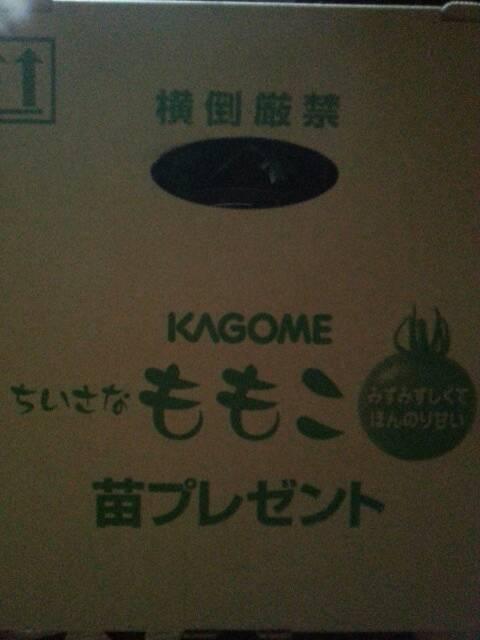 横倒厳禁
KAGOME
ちいさな ももこ
みずみずしくて
ほんのり甘い
苗プレゼント